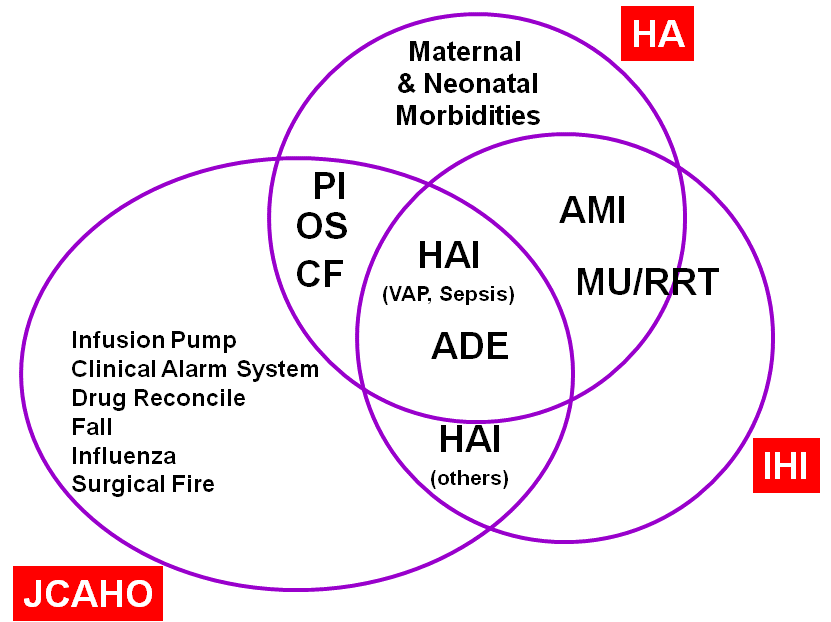 HA
Maternal
& Neonatal
Morbidities
PI
OS
CF
AMI
HAI
(VAP, Sepsis)
MU/RRT
ADE
Infusion Pump
Clinical Alarm System
Drug Reconcile
Fall
Influenza
Surgical Fire
HAI
(others)
IHI
JCAHO